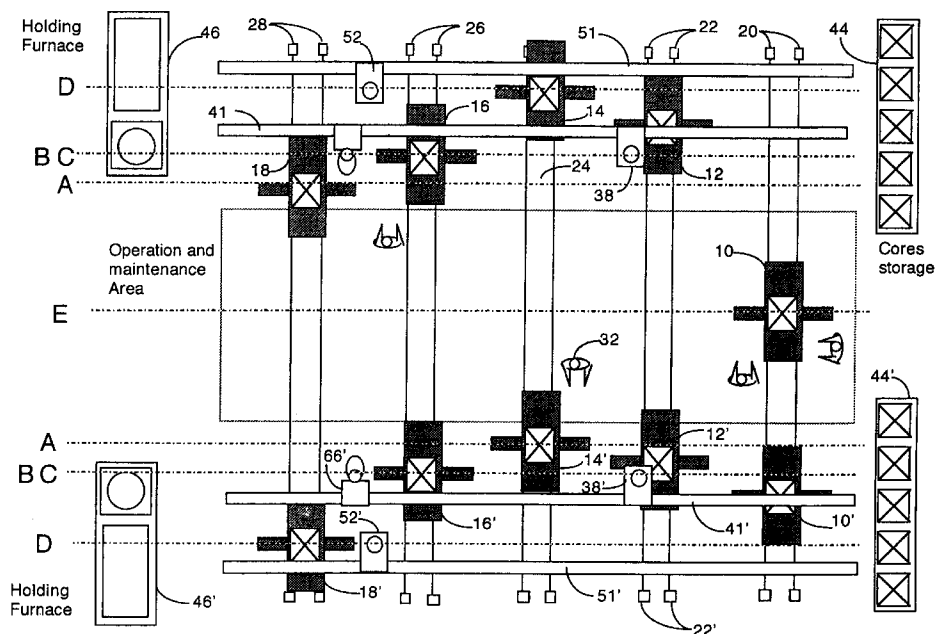 Holding
Furnace
46
28
52
26
51
22
20
44
D
16
14
41
B C
18
24
38
12
A
Operation and
maintenance
Area
10
Cores
storage
E
32
44'
A
12'
66'
14'
B C
38'
52'
16'
41'
10'
D
Holding
Furnace
46'
18'
51'
22'